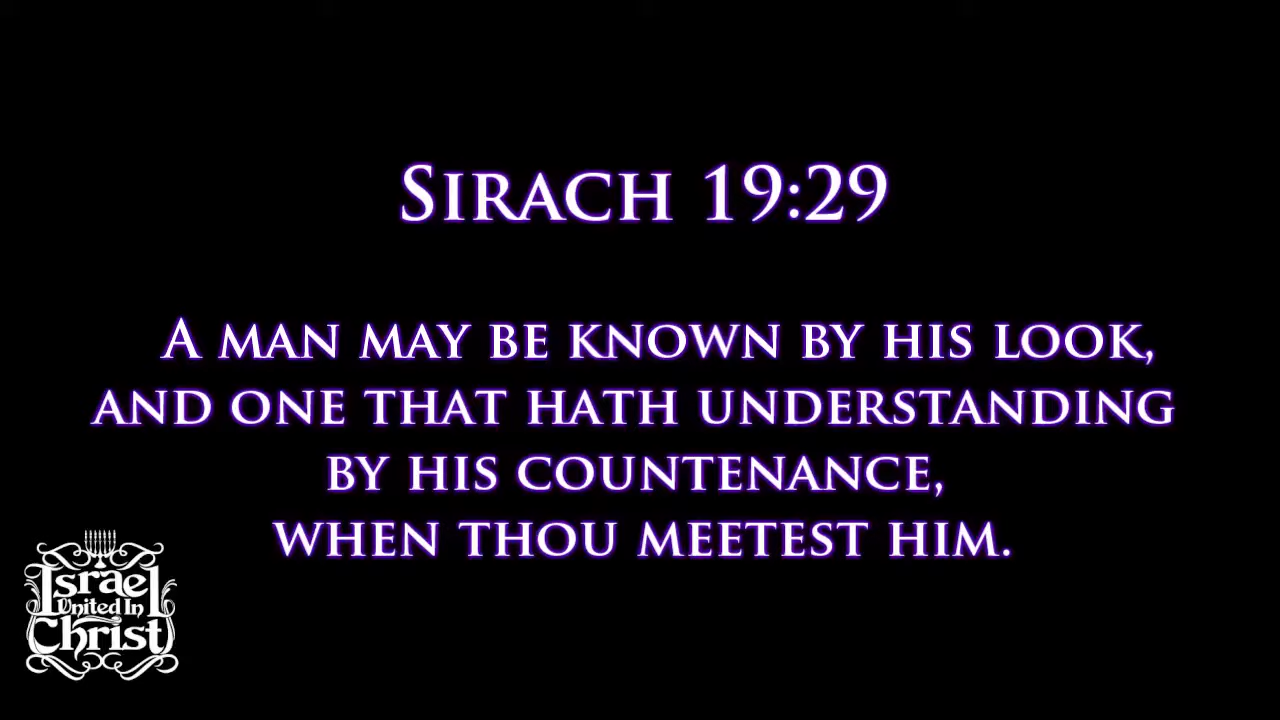 Sirach 19:29
A man may be known by his look,
and one that hath understanding
by his countenance,
when thou meetest him.
Israel
United In
Christ